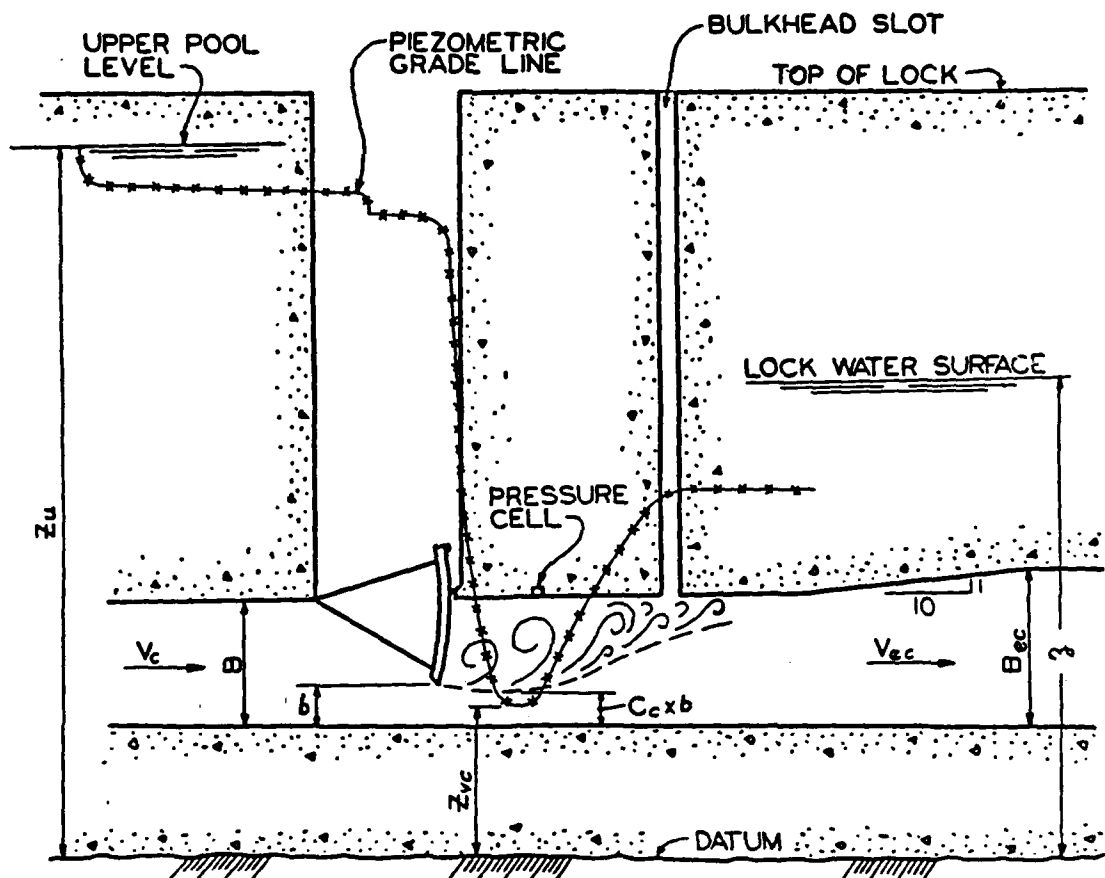 UPPER POOL
LEVEL
PIEZOMETRIC
GRADE LINE
BULKHEAD SLOT
TOP OF LOCK
LOCK WATER SURFACE
PRESSURE
CELL
Zu
Vc
B
b
Cc x b
Zvc
Vec
10
1
Bec
z
DATUM